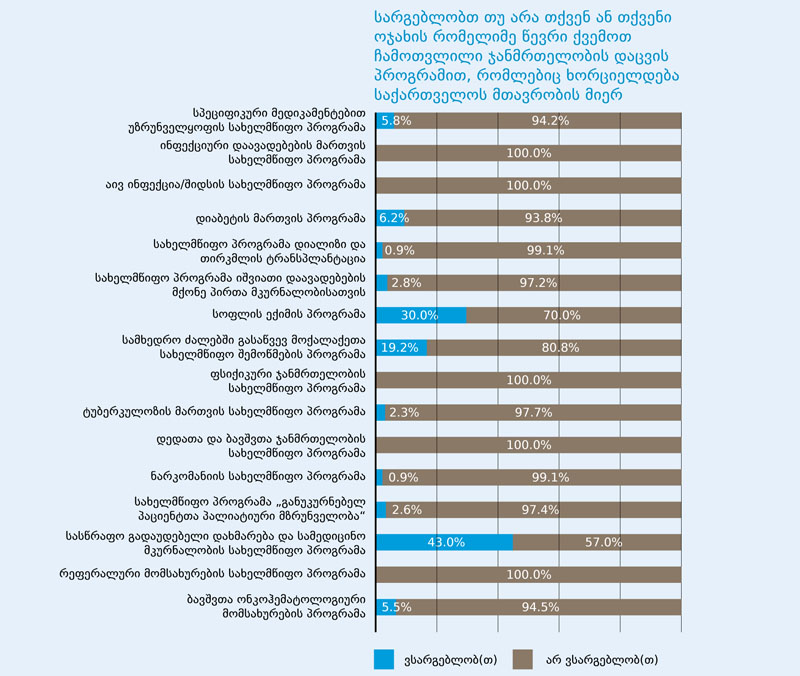 სარგებლობთ თუ არა თქვენ ან თქვენი
ოჯახის რომელიმე წევრი ქვემოთ
ჩამოთვლილი ჯანმრთელობის დაცვის
პროგრამით, რომლებიც ხორციელდება
საქართველოს მთავრობის მიერ
სპეციფიკური მედიკამენტებით
უზრუნველყოფის სახელმწიფო პროგრამა
5.8% 94.2%
ინფექციური დაავადებების მართვის
სახელმწიფო პროგრამა
100.0%
აივ ინფექცია/შიდსის სახელმწიფო პროგრამა
100.0%
დიაბეტის მართვის პროგრამა
6.2% 93.8%
სახელმწიფო პროგრამა დიალიზი და
თირკმლის ტრანსპლანტაცია
0.9% 99.1%
სახელმწიფო პროგრამა იშვიათი დაავადებების
მქონე პირთა მკურნალობისათვის
2.8% 97.2%
სოფლის ექიმის პროგრამა
30.0% 70.0%
სამხედრო ძალებში გასაწვევ მოქალაქეთა
სახელმწიფო შემოწმების პროგრამა
19.2% 80.8%
ფსიქიკური ჯანმრთელობის
სახელმწიფო პროგრამა
100.0%
ტუბერკულოზის მართვის სახელმწიფო პროგრამა
2.3% 97.7%
დედათა და ბავშვთა ჯანმრთელობის
სახელმწიფო პროგრამა
100.0%
ნარკომანიის სახელმწიფო პროგრამა
0.9% 99.1%
სახელმწიფო პროგრამა „განუკურნებელ
პაციენტთა პალიატიური მზრუნველობა“
2.6% 97.4%
სასწრაფო გადაუდებელი დახმარება და სამედიცინო
მკურნალობის სახელმწიფო პროგრამა
43.0% 57.0%
რეფერალური მომსახურების სახელმწიფო პროგრამა
100.0%
ბავშვთა ონკოჰემატოლოგიური
მომსახურების პროგრამა
5.5% 94.5%
ვსარგებლობ(თ) არ ვსარგებლობ(თ)